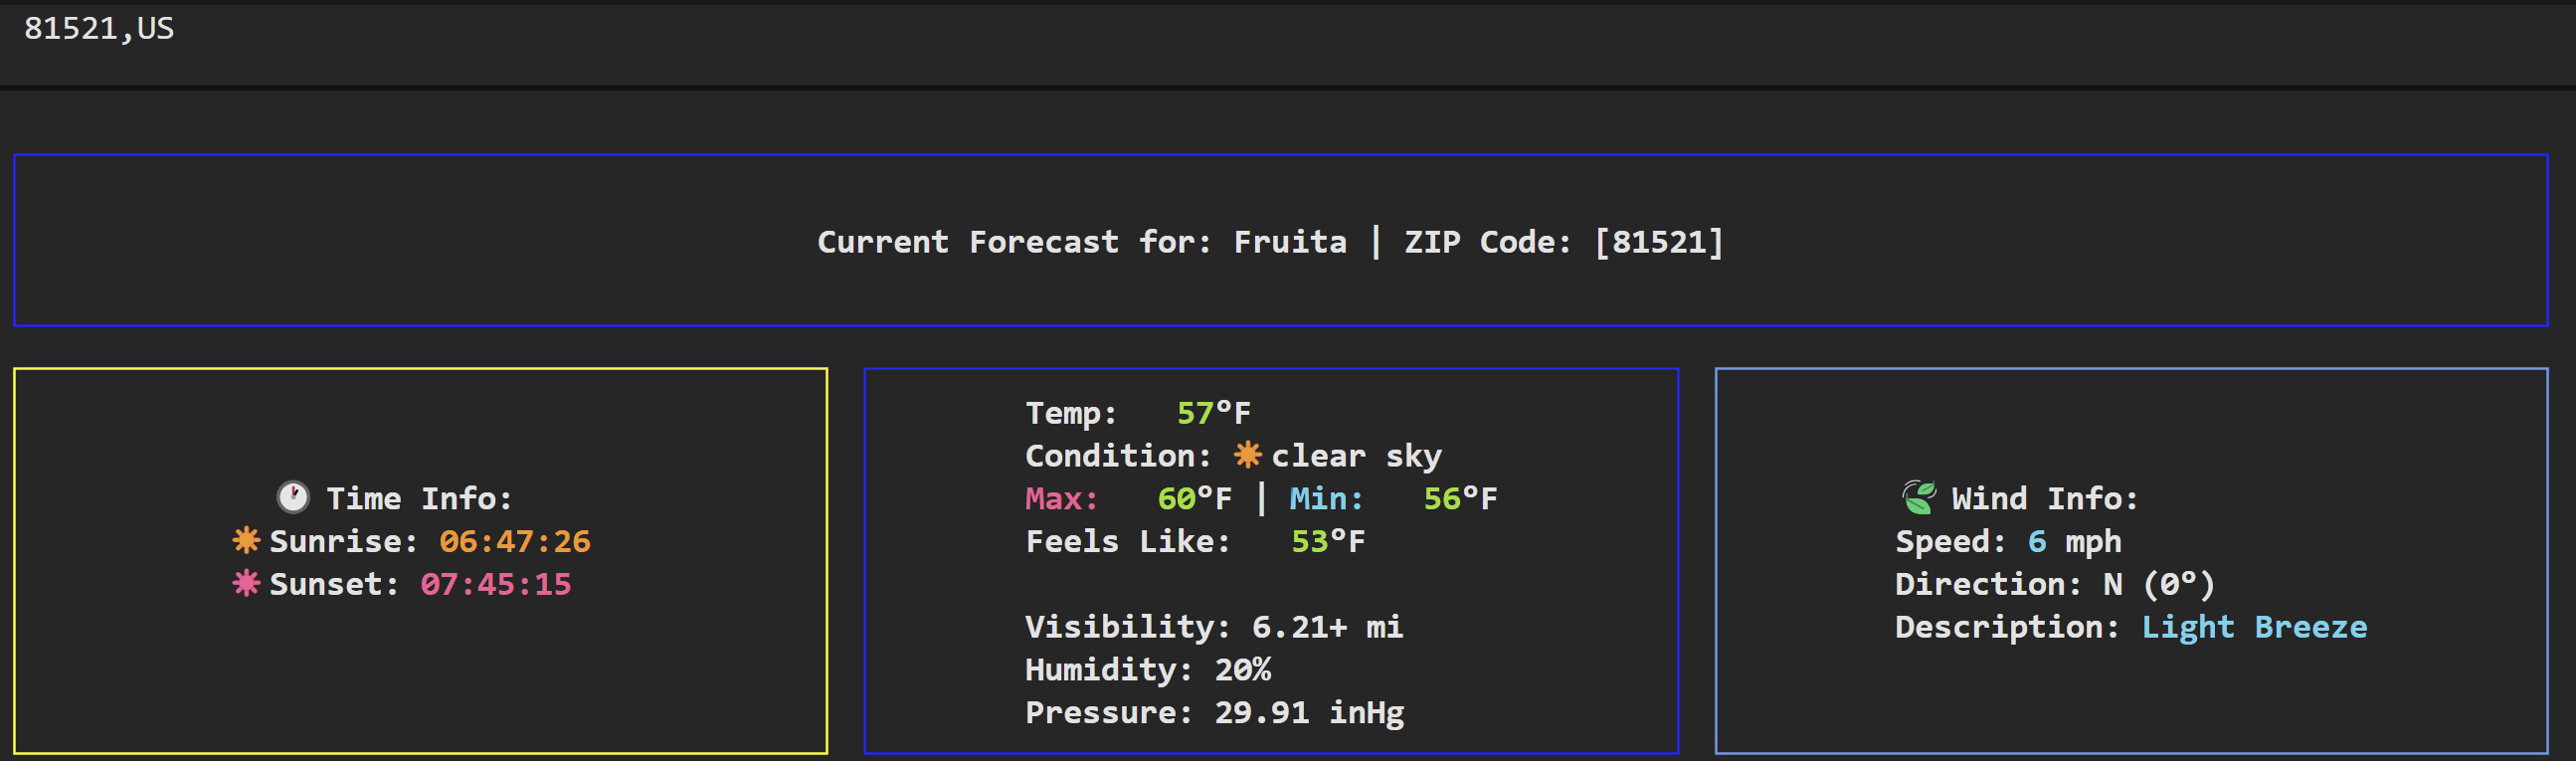 81521,US
Current Forecast for: Fruita | ZIP Code: [81521]
Time Info:
Sunrise: 06:47:26
Sunset: 07:45:15
Temp: 57°F
Condition: clear sky
Max: 60°F | Min: 56°F
Feels Like: 53°F
Visibility: 6.21+ mi
Humidity: 20%
Pressure: 29.91 inHg
Wind Info:
Speed: 6 mph
Direction: N (0°)
Description: Light Breeze